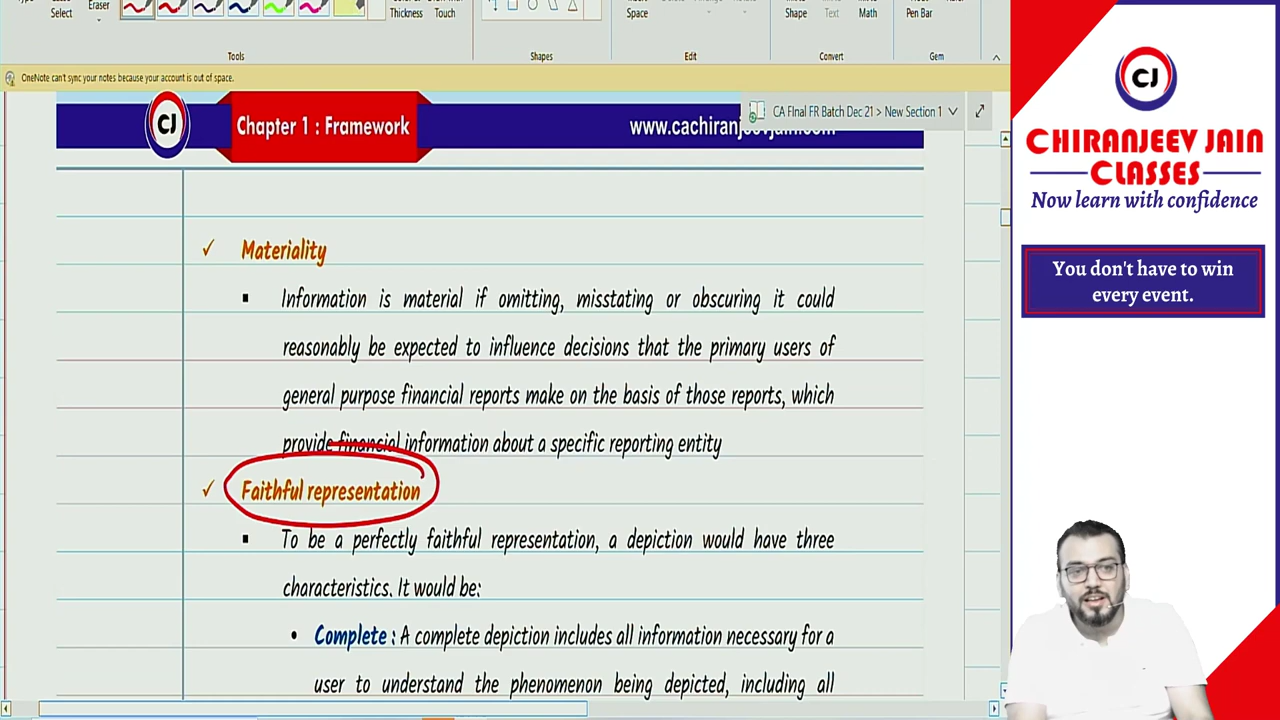 Eraser
Select
Thickness
Touch
Space
Shape
Text
Math
Pen Bar
Tools
Shapes
Edit
Convert
Gem
OneNote can't sync your notes because your account is out of space.
CJ
Chapter 1 : Framework
www.cachiranjeevjain.com
CA FInal FR Batch Dec 21 > New Section 1
✓ Materiality
▪ Information is material if omitting, misstating or obscuring it could
reasonably be expected to influence decisions that the primary users of
general purpose financial reports make on the basis of those reports, which
provide financial information about a specific reporting entity
✓ Faithful representation
▪ To be a perfectly faithful representation, a depiction would have three
characteristics. It would be:
• Complete : A complete depiction includes all information necessary for a
user to understand the phenomenon being depicted, including all
CJ
CHIRANJEEV JAIN
CLASSES
Now learn with confidence
You don't have to win
every event.